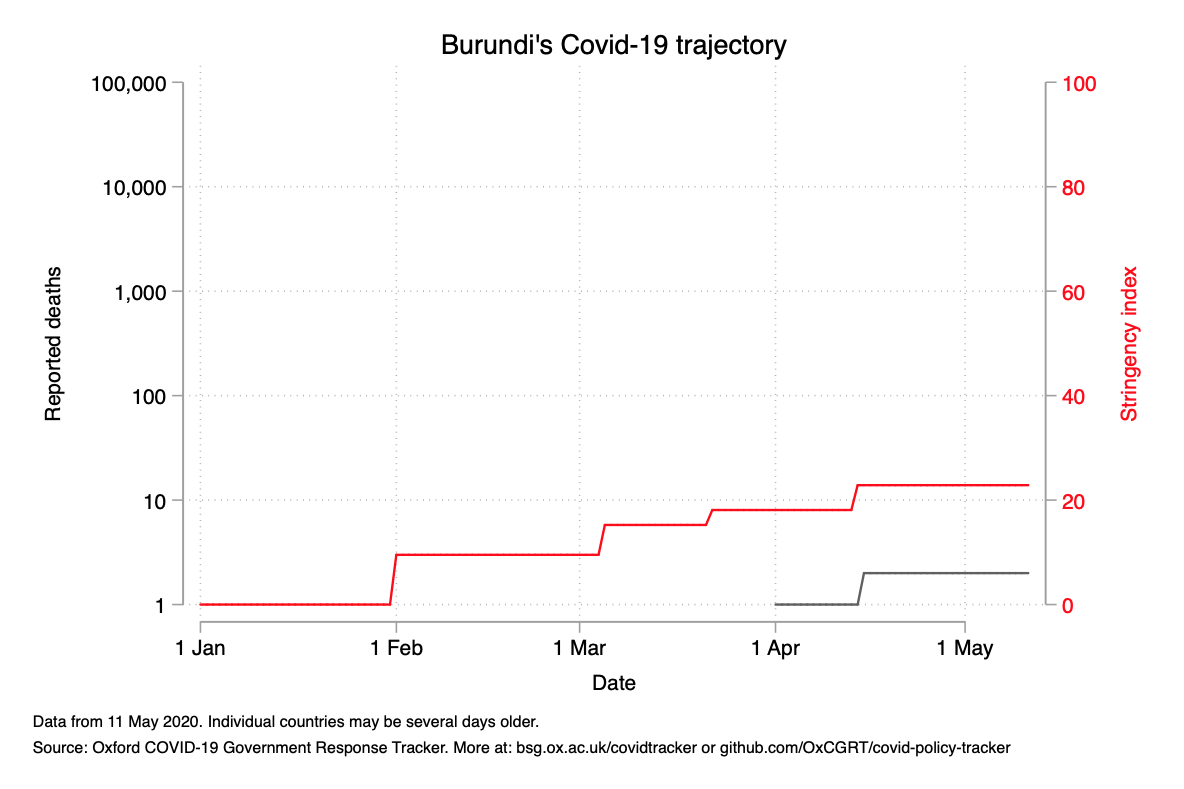 Burundi's Covid-19 trajectory
100,000
10,000
1,000
100
10
1
Reported deaths
100
80
60
40
20
0
Stringency index
1 Jan
1 Feb
1 Mar
1 Apr
1 May
Date
Data from 11 May 2020. Individual countries may be several days older.
Source: Oxford COVID-19 Government Response Tracker. More at: bsg.ox.ac.uk/covidtracker or github.com/OxCGRT/covid-policy-tracker